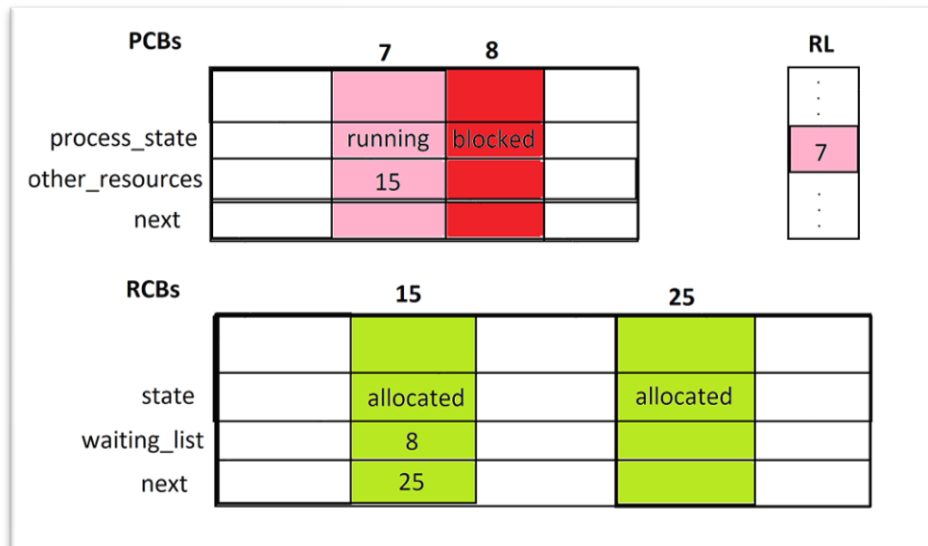 PCBs 7 8 RL
process_state running blocked 7
other_resources 15
next
RCBs 15 25
state allocated allocated
waiting_list 8
next 25